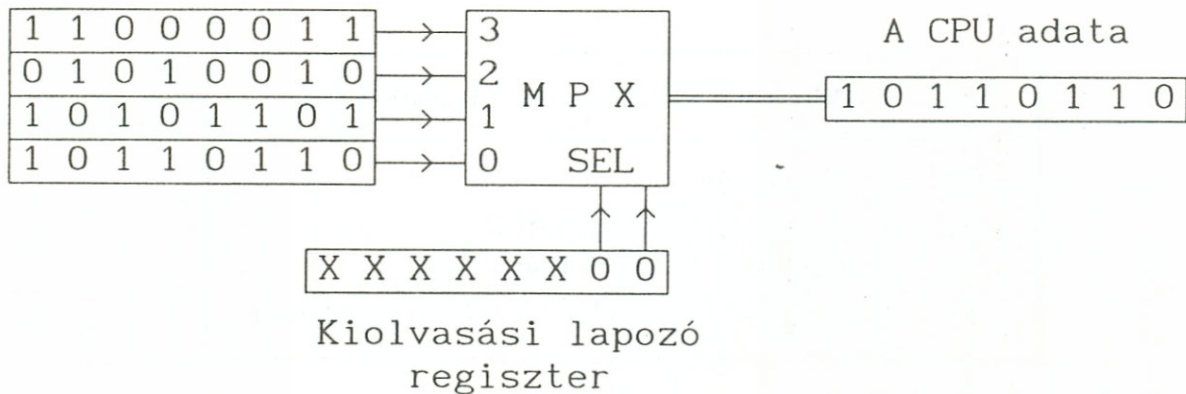 1 1 0 0 0 0 1 1 3 A CPU adata
0 1 0 1 0 0 1 0 2 M P X 1 0 1 1 0 1 1 0
1 0 1 0 1 1 0 1 1
1 0 1 1 0 1 1 0 0 SEL
X X X X X X 0 0
Kiolvasási lapozó
regiszter